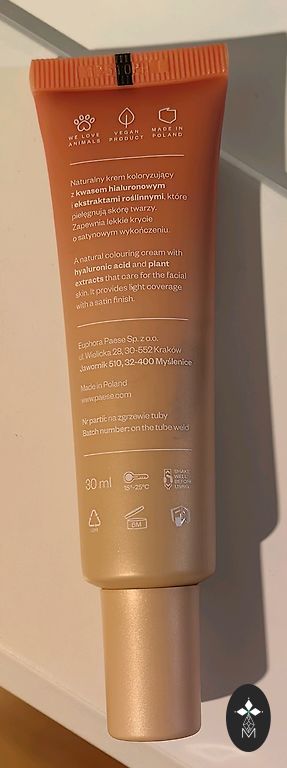 WE LOVE
ANIMALS
VEGAN
PRODUCT
MADE IN
POLAND
Naturalny krem koloryzujący
z kwasem hialuronowym
i ekstraktami roślinnymi, które
pielęgnują skórę twarzy.
Zapewnia lekkie krycie
o satynowym wykończeniu.
A natural colouring cream with
hyaluronic acid and plant
extracts that care for the facial
skin. It provides light coverage
with a satin finish.
Euphora Paese Sp. z o.o.
ul. Wielicka 28, 30-552 Kraków
Jawornik 510, 32-400 Myślenice
Made in Poland
www.paese.com
Nr partii: na zgrzewie tuby
Batch number: on the tube weld
30 ml
15°-25°C
SHAKE
WELL
BEFORE
USING
6M
M